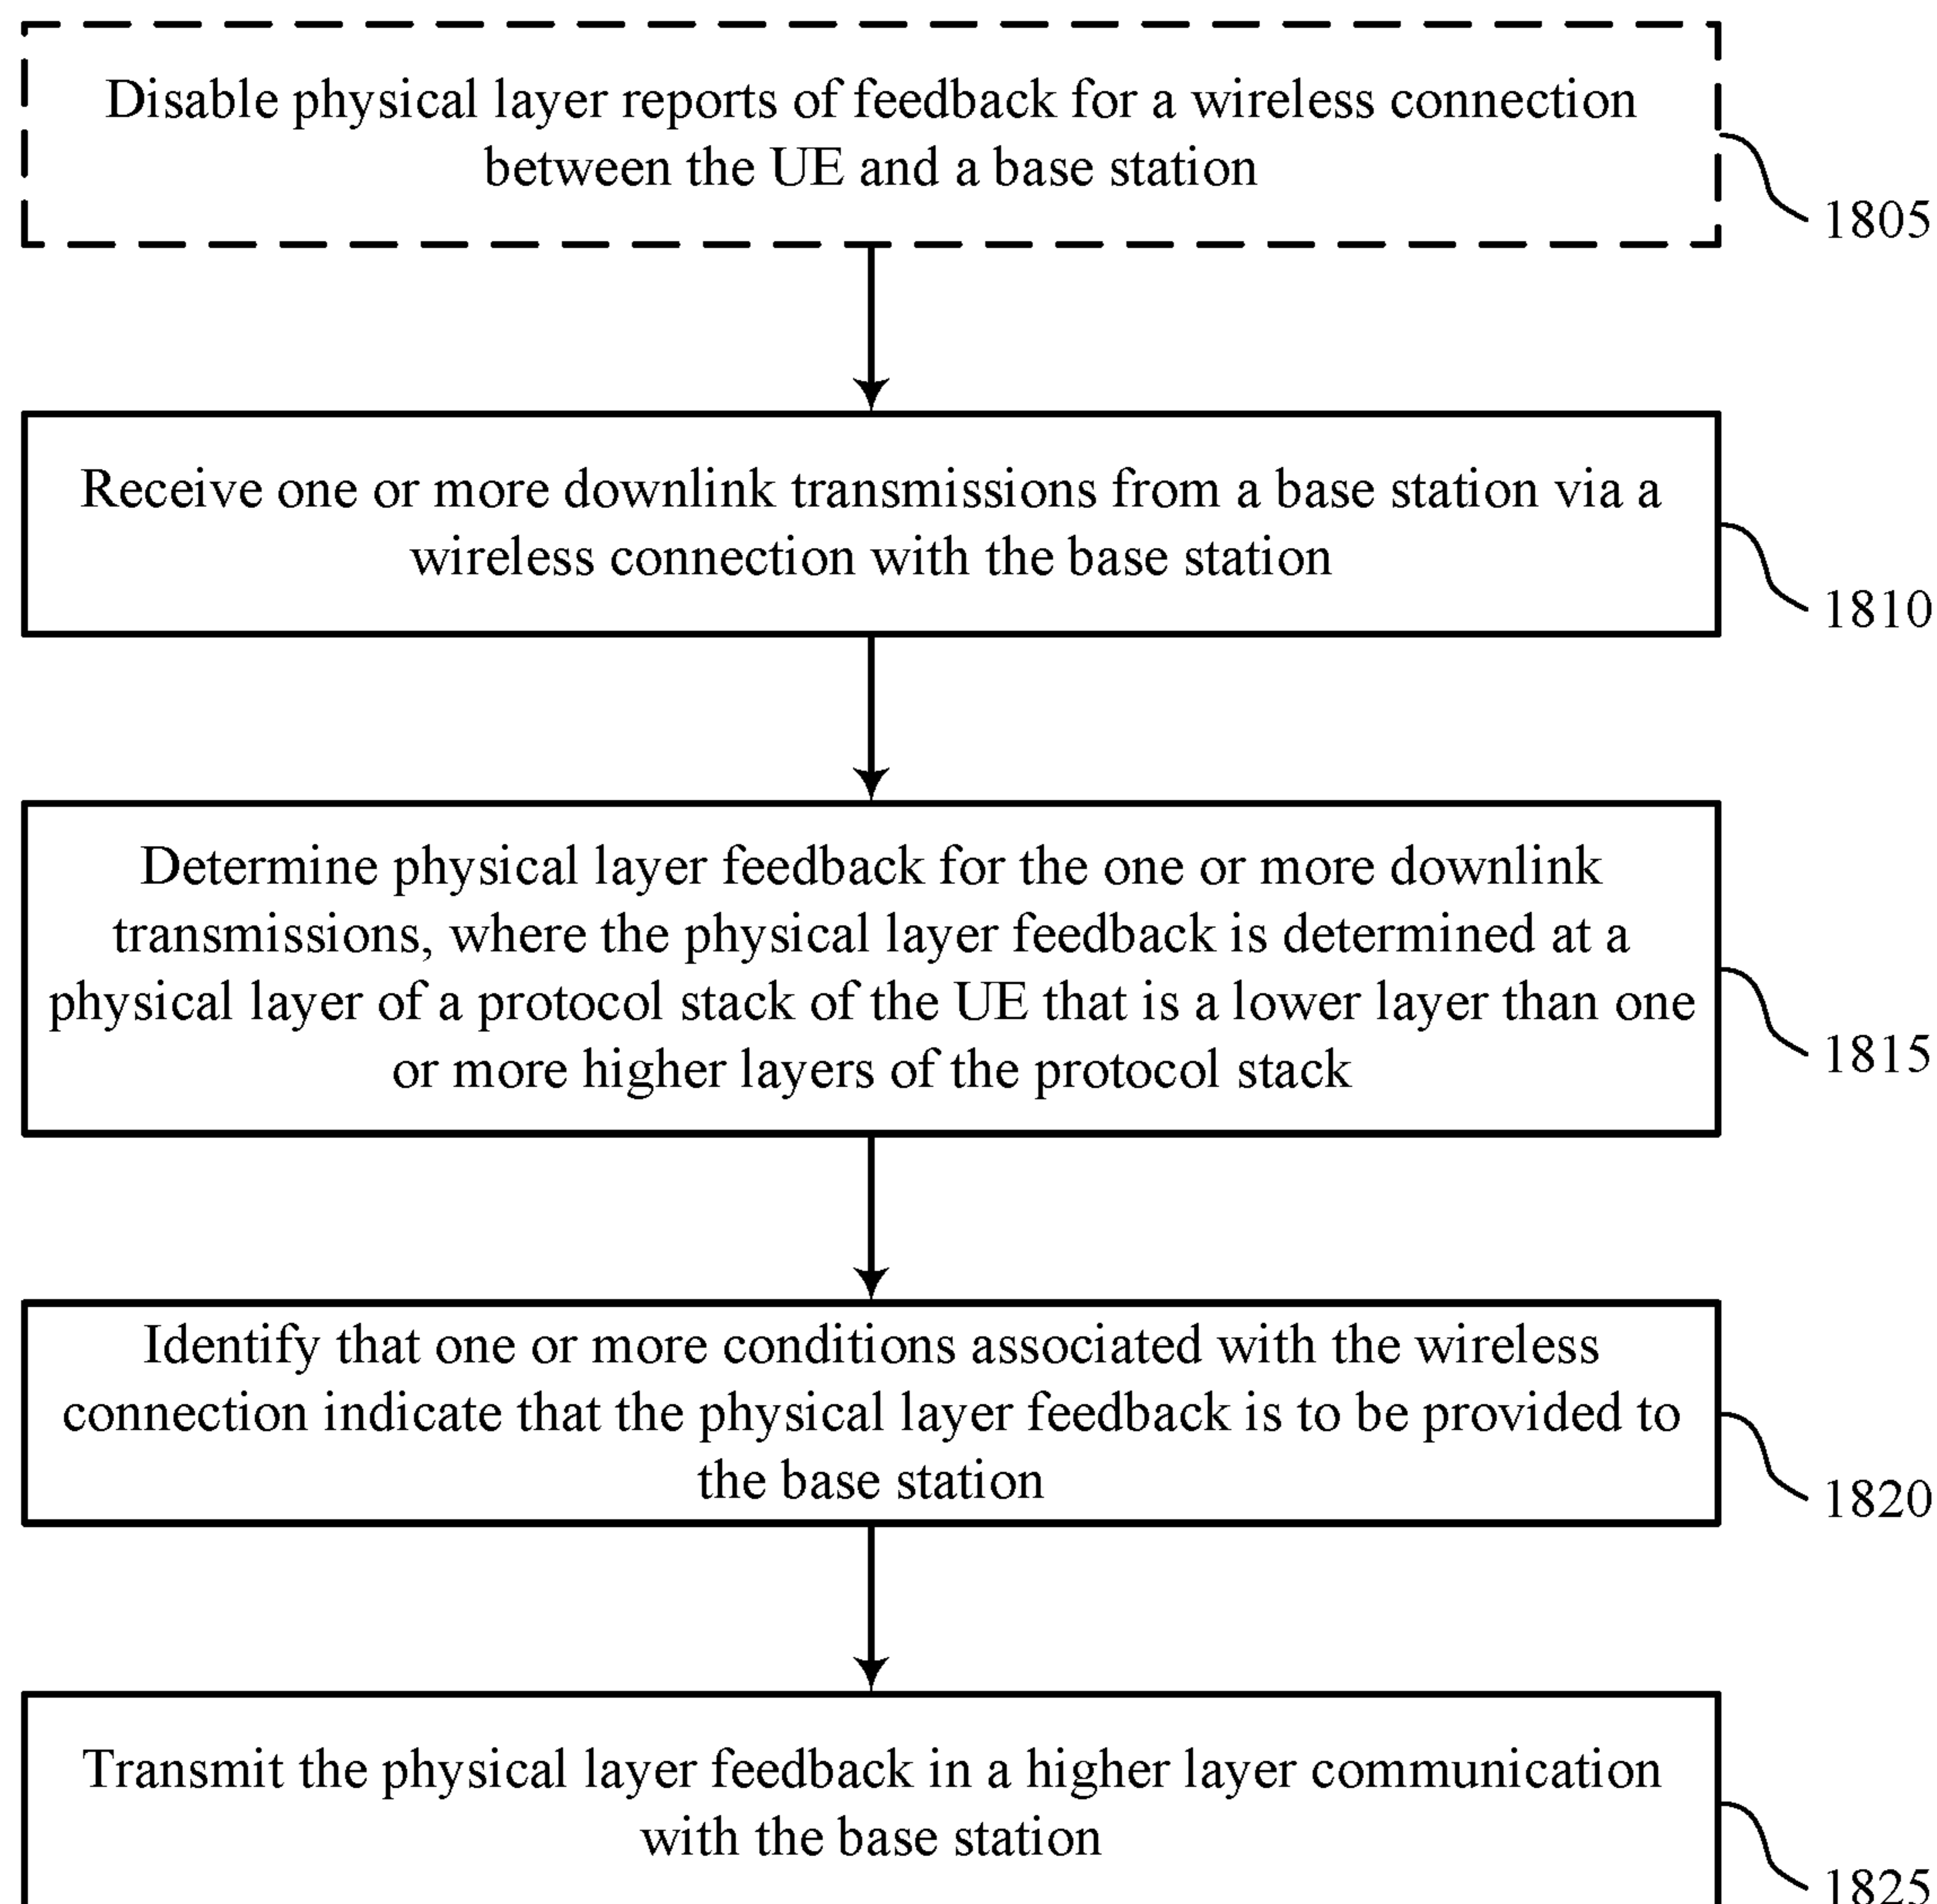 Disable physical layer reports of feedback for a wireless connection
between the UE and a base station
1805
Receive one or more downlink transmissions from a base station via a
wireless connection with the base station
1810
Determine physical layer feedback for the one or more downlink
transmissions, where the physical layer feedback is determined at a
physical layer of a protocol stack of the UE that is a lower layer than one
or more higher layers of the protocol stack
1815
Identify that one or more conditions associated with the wireless
connection indicate that the physical layer feedback is to be provided to
the base station
1820
Transmit the physical layer feedback in a higher layer communication
with the base station
1825